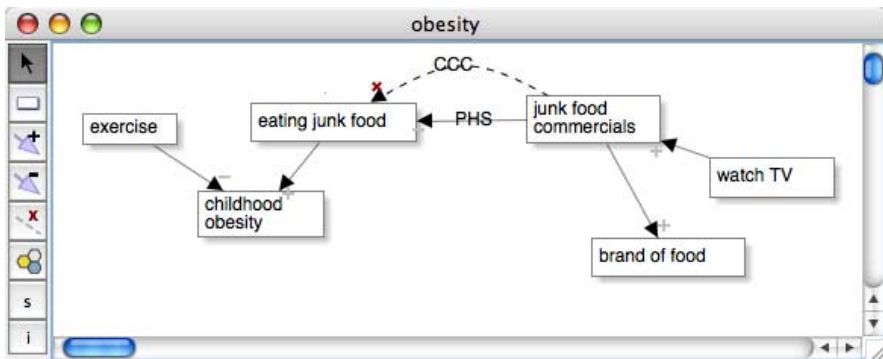 obesity
CCC
exercise
eating junk food
PHS
junk food
commercials
watch TV
childhood
obesity
brand of food
s
i